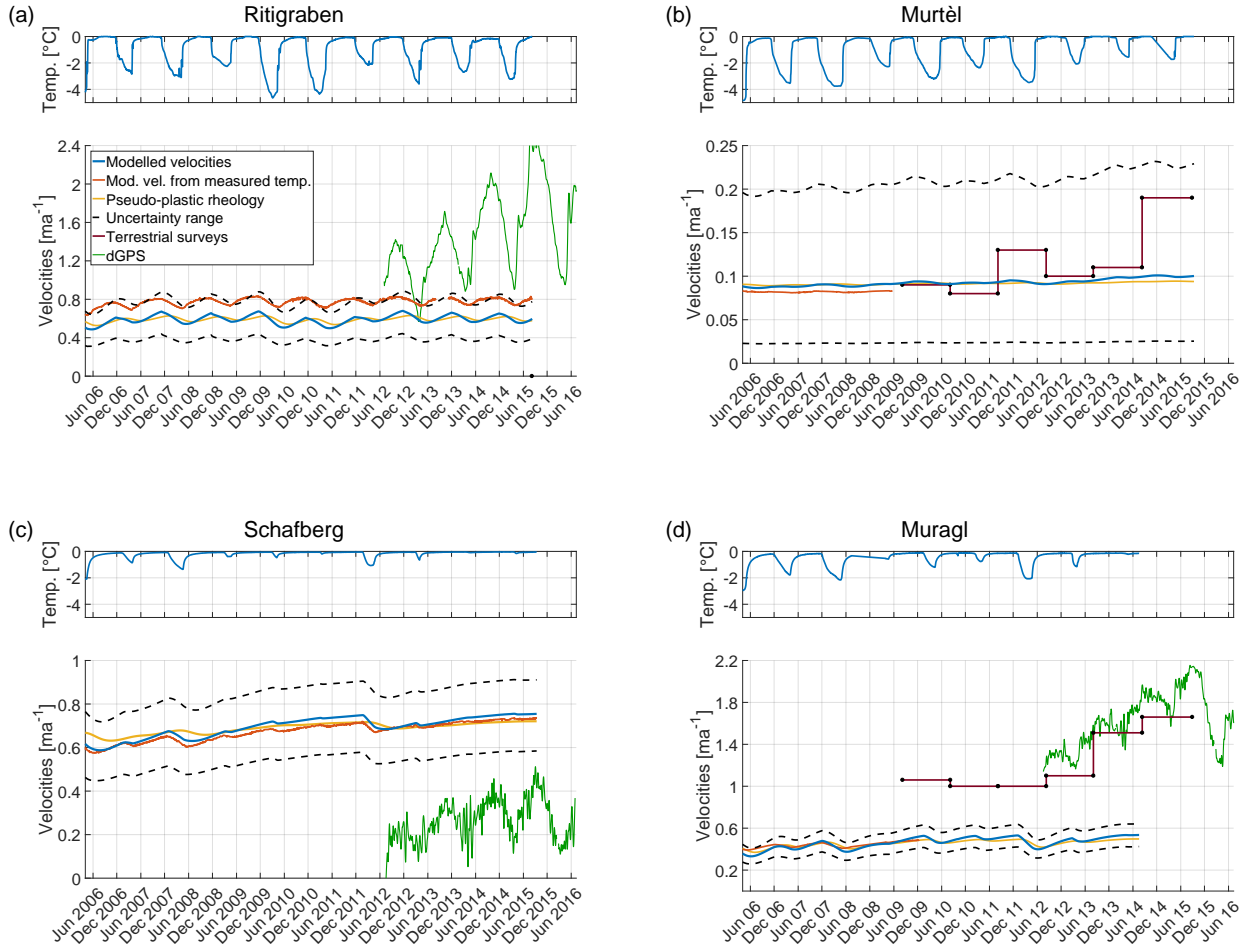 (a)
Ritigraben
0
-2
-4
Temp. [°C]
2.4
2
1.6
1.2
0.8
0.4
0
Velocities [ma⁻¹]
Modelled velocities
Mod. vel. from measured temp.
Pseudo-plastic rheology
Uncertainty range
Terrestrial surveys
dGPS
Jun 06
Dec 06
Jun 07
Dec 07
Jun 08
Dec 08
Jun 09
Dec 09
Jun 10
Dec 10
Jun 11
Dec 11
Jun 12
Dec 12
Jun 13
Dec 13
Jun 14
Dec 14
Jun 15
Dec 15
Jun 16
(b)
Murtèl
0
-2
-4
Temp. [°C]
0.25
0.2
0.15
0.1
0.05
0
Velocities [ma⁻¹]
Jun 2006
Dec 2006
Jun 2007
Dec 2007
Jun 2008
Dec 2008
Jun 2009
Dec 2009
Jun 2010
Dec 2010
Jun 2011
Dec 2011
Jun 2012
Dec 2012
Jun 2013
Dec 2013
Jun 2014
Dec 2014
Jun 2015
Dec 2015
Jun 2016
(c)
Schafberg
0
-2
-4
Temp. [°C]
1
0.8
0.6
0.4
0.2
0
Velocities [ma⁻¹]
Jun 2006
Dec 2006
Jun 2007
Dec 2007
Jun 2008
Dec 2008
Jun 2009
Dec 2009
Jun 2010
Dec 2010
Jun 2011
Dec 2011
Jun 2012
Dec 2012
Jun 2013
Dec 2013
Jun 2014
Dec 2014
Jun 2015
Dec 2015
Jun 2016
(d)
Muragl
0
-2
-4
Temp. [°C]
2.2
1.8
1.4
1
0.6
0.2
Velocities [ma⁻¹]
Jun 06
Dec 06
Jun 07
Dec 07
Jun 08
Dec 08
Jun 09
Dec 09
Jun 10
Dec 10
Jun 11
Dec 11
Jun 12
Dec 12
Jun 13
Dec 13
Jun 14
Dec 14
Jun 15
Dec 15
Jun 16